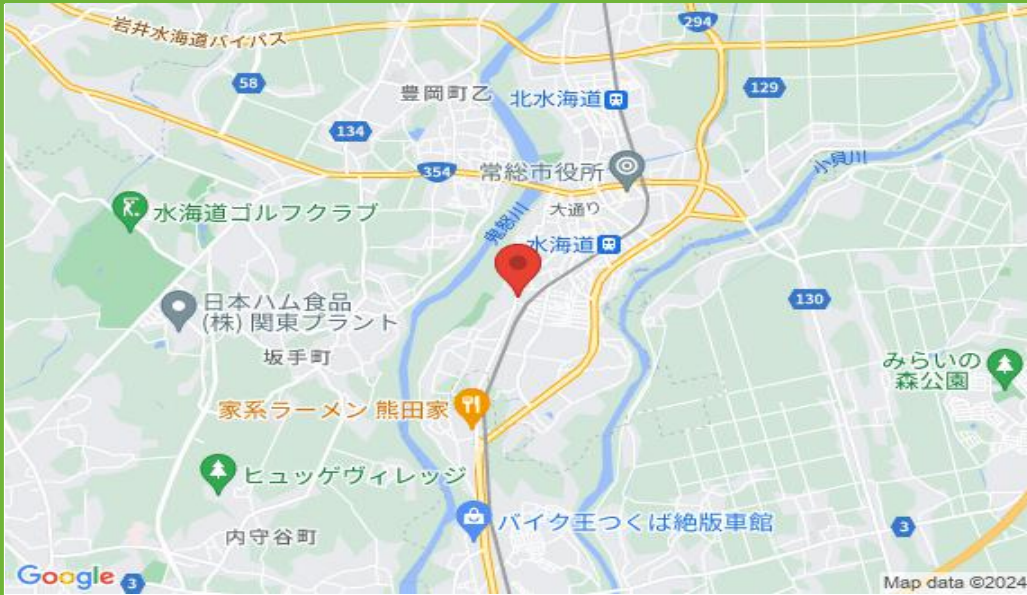 294
岩井水海道バイパス
58
豊岡町乙
北水海道
129
134
354
常総市役所
小貝川
水海道ゴルフクラブ
大通り
鬼怒川
水海道
日本ハム食品
(株) 関東プラント
130
坂手町
みらいの
森公園
家系ラーメン 熊田家
ヒュッゲヴィレッジ
バイク王つくば絶版車館
3
内守谷町
Google
3
Map data ©2024